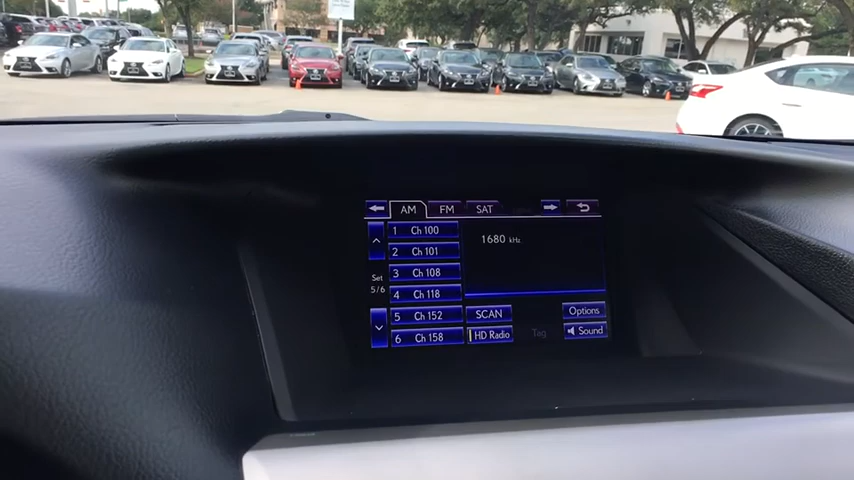 AM FM SAT
1 Ch 100
1680 kHz
2 Ch 101
3 Ch 108
Set
5/6
4 Ch 118
5 Ch 152
SCAN
Options
6 Ch 158
HD Radio
Tag
Sound